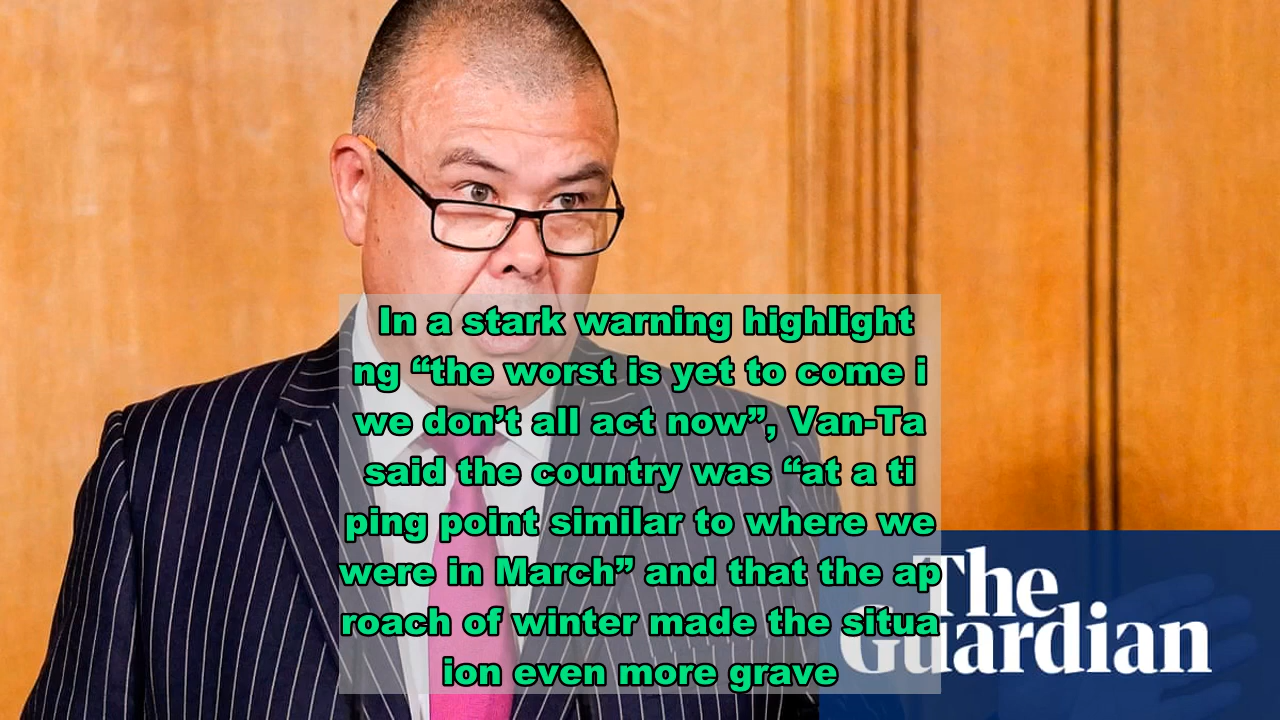 In a stark warning highlight
ng “the worst is yet to come i
we don’t all act now”, Van-Ta
said the country was “at a ti
ping point similar to where we
were in March” and that the ap
roach of winter made the situa
ion even more grave
The
Guardian